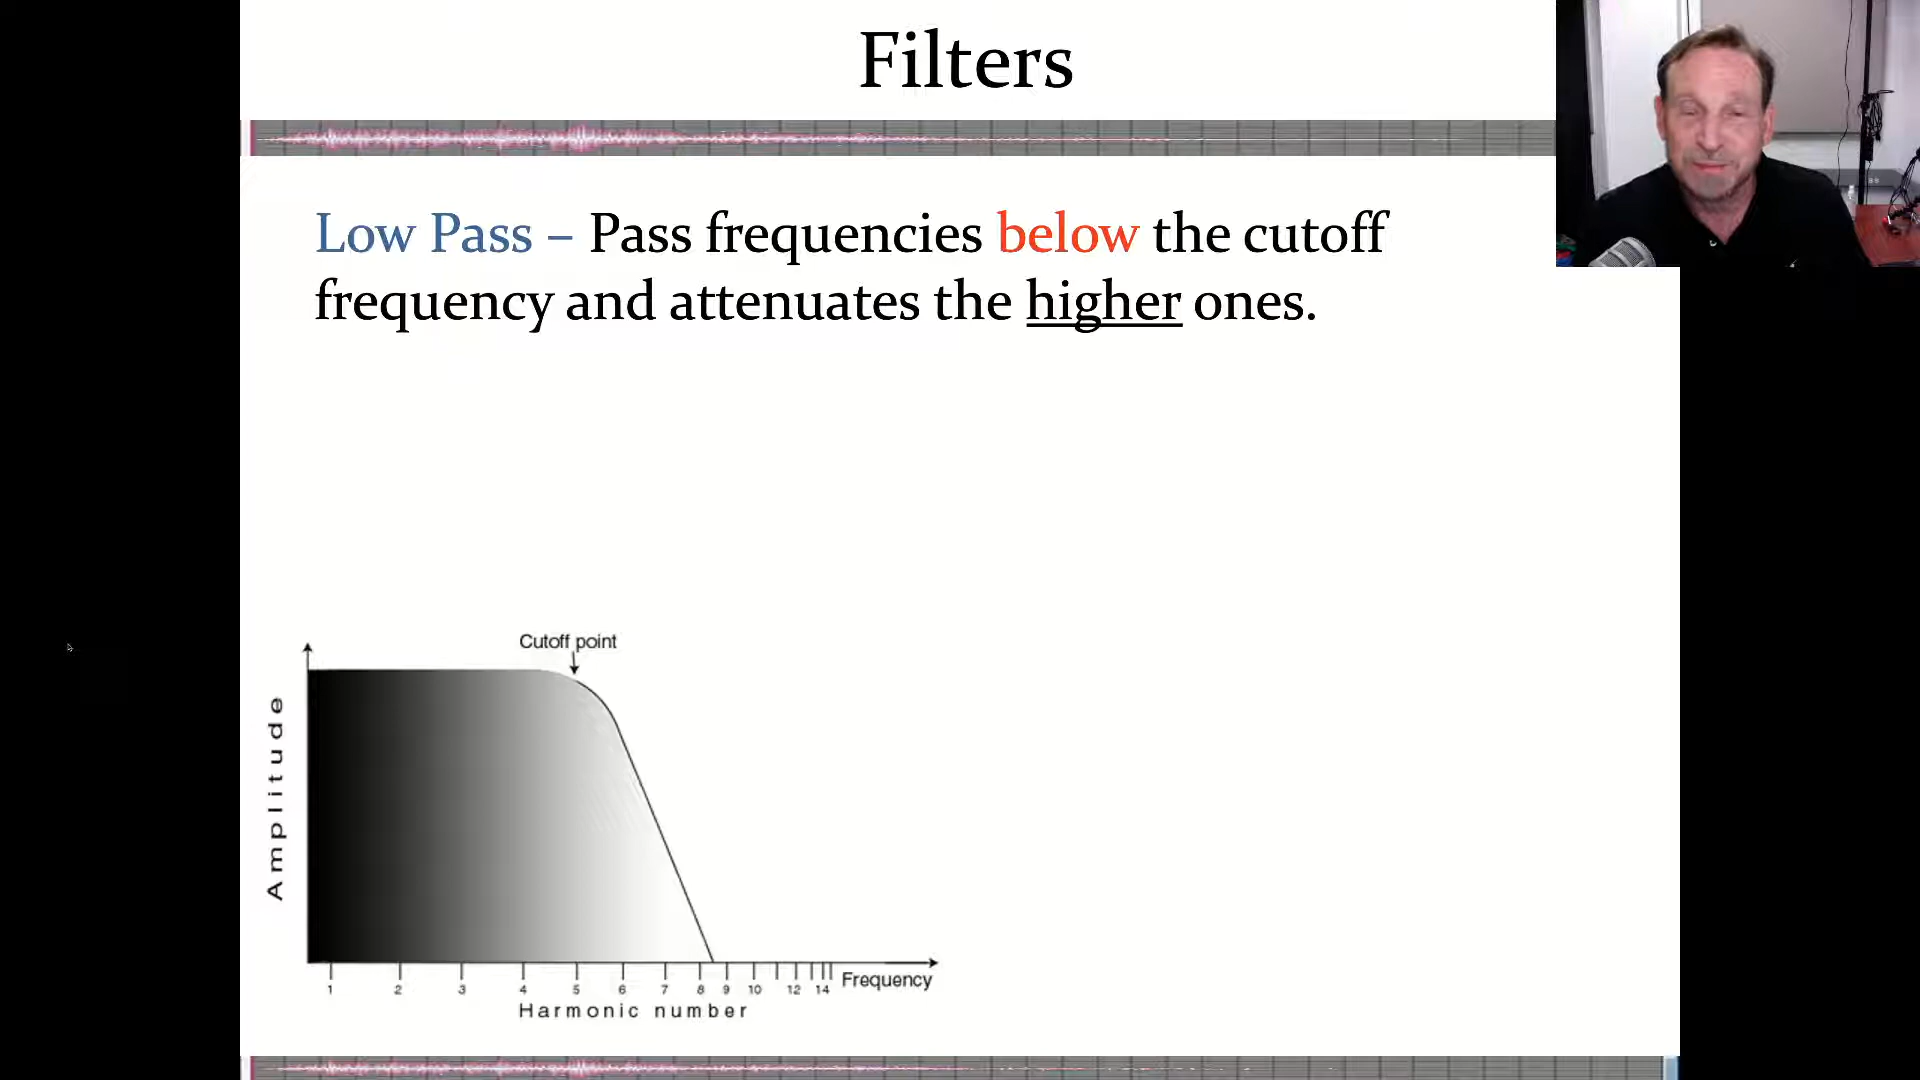 Filters
Low Pass – Pass frequencies below the cutoff
frequency and attenuates the higher ones.
Cutoff point
Amplitude
1 2 3 4 5 6 7 8 9 10 12 14 Frequency
Harmonic number